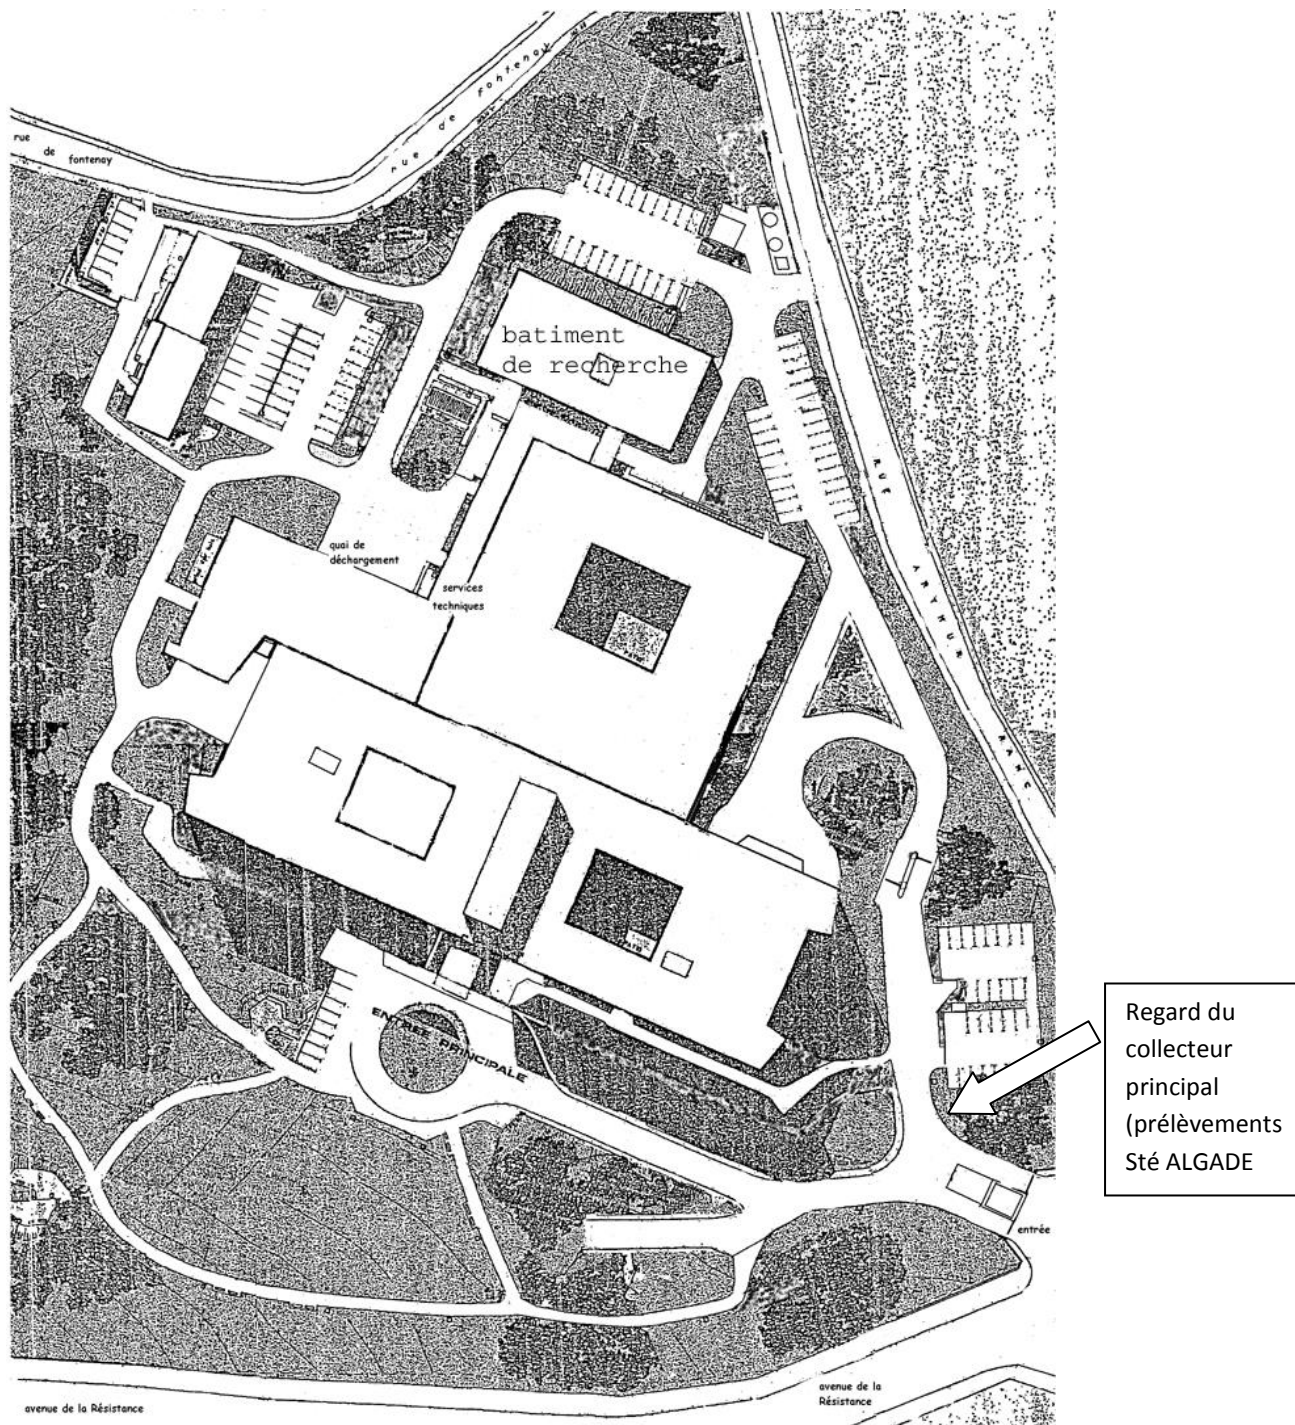 rue
de fontenay
rue de fontenay
batiment
de recherche
RUE ARTHUR RANC
quai de
déchargement
services
techniques
ENTREE PRINCIPALE
Regard du
collecteur
principal
(prélèvements
Sté ALGADE
entrée
avenue de la
Résistance
avenue de la Résistance